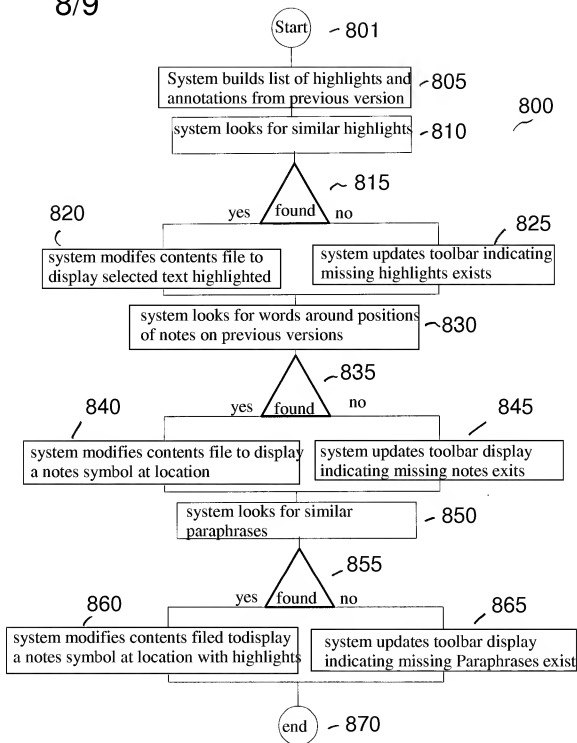 8/9
Start
801
System builds list of highlights and
annotations from previous version
805
800
system looks for similar highlights
810
815
yes
found
no
820
825
system modifes contents file to
display selected text highlighted
system updates toolbar indicating
missing highlights exists
system looks for words around positions
of notes on previous versions
830
835
yes
found
no
840
845
system modifies contents file to display
a notes symbol at location
system updates toolbar display
indicating missing notes exits
system looks for similar
paraphrases
850
855
yes
found
no
860
865
system modifies contents filed todisplay
a notes symbol at location with highlights
system updates toolbar display
indicating missing Paraphrases exist
end
870